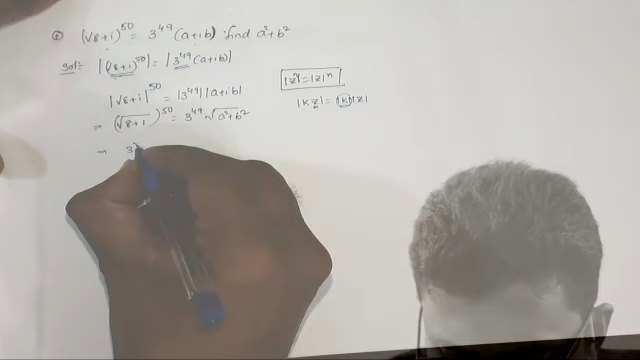 (√8+i)^50 = 3^49 (a+ib) find a²+b²
Sol:- |(√8+i)^50| = |3^49 (a+ib)|
|√8+i|^50 = |3^49| |a+ib|
|z^n| = |z|^n
|Kz| = |K||z|
⇒ (√8+1)^50 = 3^49 √a²+b²
⇒ 3